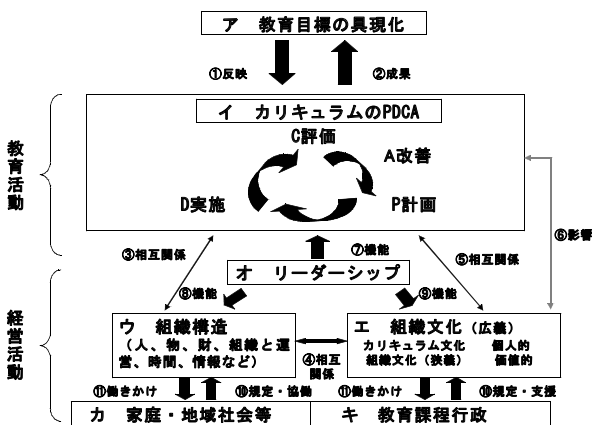 ア　教育目標の具現化
①反映
②成果
イ　カリキュラムのPDCA
C評価
A改善
D実施
P計画
教育活動
③相互関係
⑦機能
⑤相互関係
⑥影響
オ　リーダーシップ
⑧機能
⑨機能
経営活動
ウ　組織構造
（人、物、財、組織と運
営、時間、情報など）
④相互
関係
エ　組織文化（広義）
カリキュラム文化　個人的
組織文化（狭義）　価値的
⑪働きかけ
⑩規定・協働
⑪働きかけ
⑩規定・支援
カ　家庭・地域社会等
キ　教育課程行政